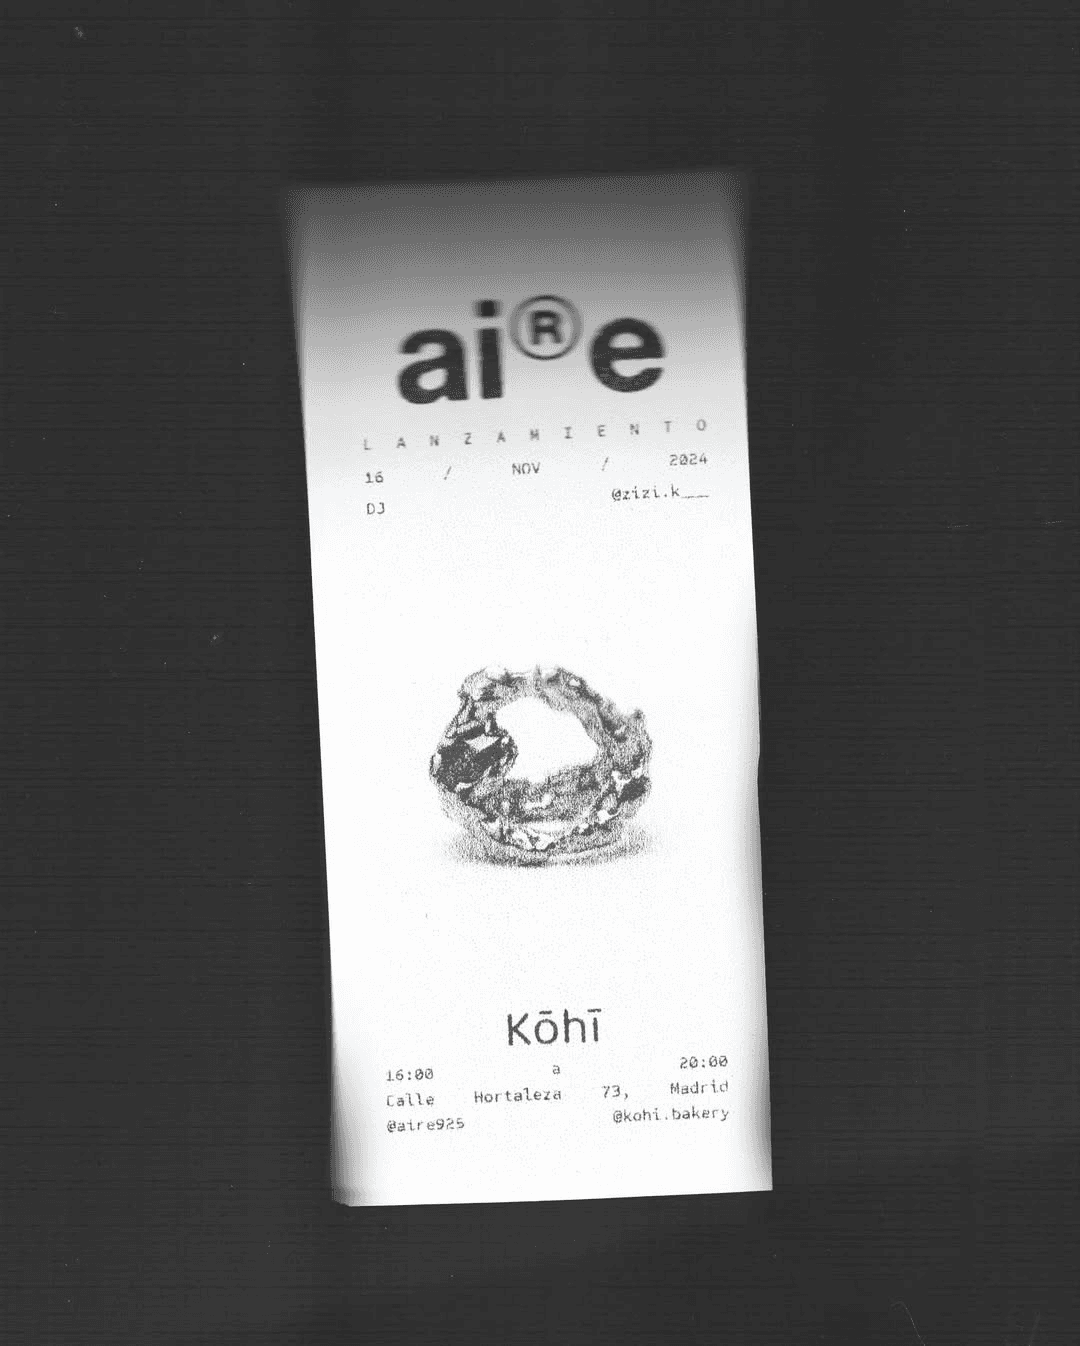 ai®e
LANZAMIENTO
16 / NOV / 2024
DJ @zizi.k__
Kōhī
16:00 a 20:00
Calle Hortaleza 73, Madrid
@aire925 @kohi.bakery